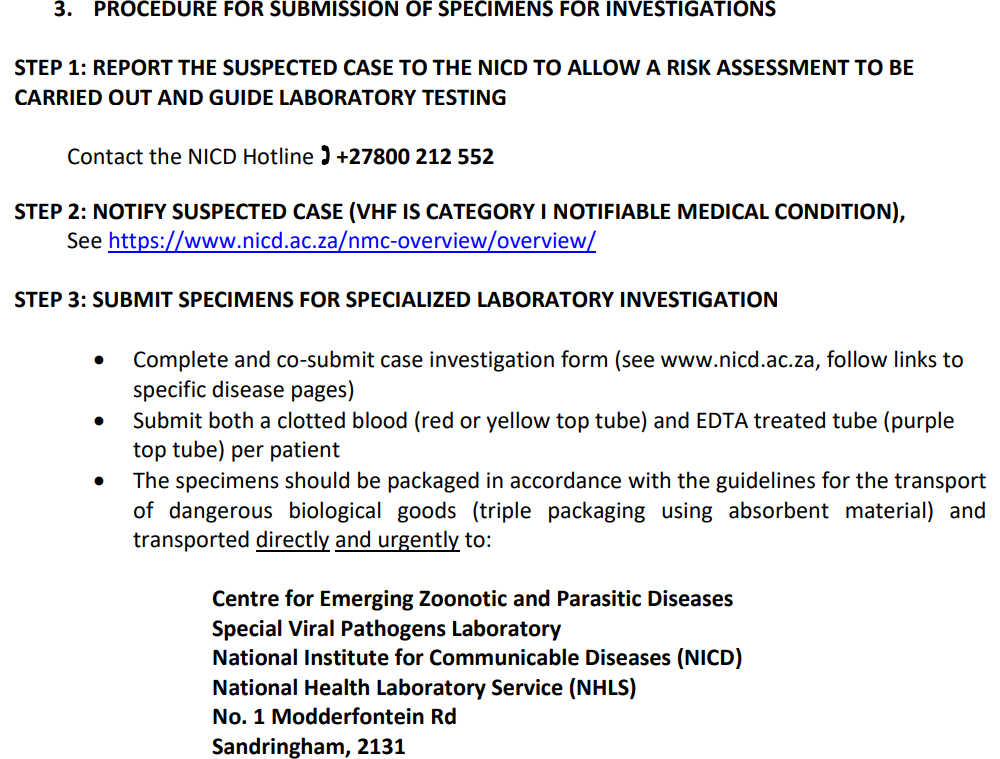 3. PROCEDURE FOR SUBMISSION OF SPECIMENS FOR INVESTIGATIONS
STEP 1: REPORT THE SUSPECTED CASE TO THE NICD TO ALLOW A RISK ASSESSMENT TO BE
CARRIED OUT AND GUIDE LABORATORY TESTING
Contact the NICD Hotline +27800 212 552
STEP 2: NOTIFY SUSPECTED CASE (VHF IS CATEGORY I NOTIFIABLE MEDICAL CONDITION),
See https://www.nicd.ac.za/nmc-overview/overview/
STEP 3: SUBMIT SPECIMENS FOR SPECIALIZED LABORATORY INVESTIGATION
• Complete and co-submit case investigation form (see www.nicd.ac.za, follow links to
specific disease pages)
• Submit both a clotted blood (red or yellow top tube) and EDTA treated tube (purple
top tube) per patient
• The specimens should be packaged in accordance with the guidelines for the transport
of dangerous biological goods (triple packaging using absorbent material) and
transported directly and urgently to:
Centre for Emerging Zoonotic and Parasitic Diseases
Special Viral Pathogens Laboratory
National Institute for Communicable Diseases (NICD)
National Health Laboratory Service (NHLS)
No. 1 Modderfontein Rd
Sandringham, 2131